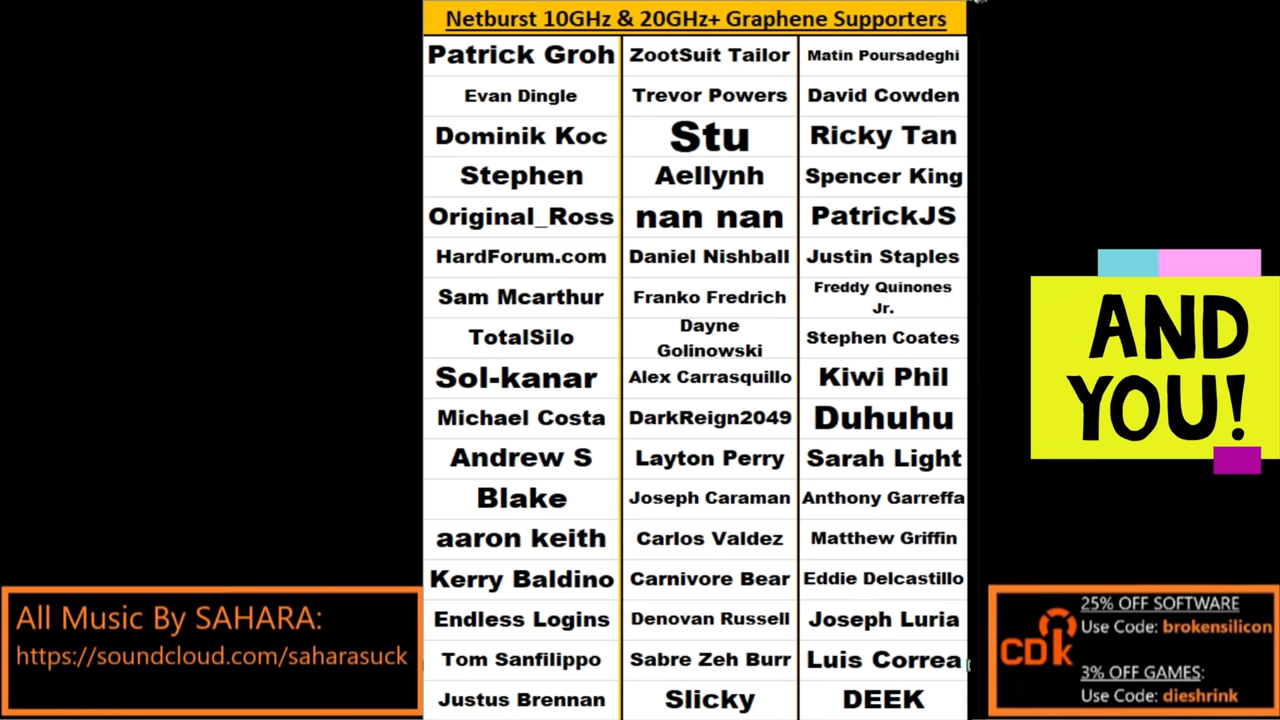 Netburst 10GHz & 20GHz+ Graphene Supporters
Patrick Groh ZootSuit Tailor Matin Poursadeghi
Evan Dingle Trevor Powers David Cowden
Dominik Koc Stu Ricky Tan
Stephen Aellynh Spencer King
Original_Ross nan nan PatrickJS
HardForum.com Daniel Nishball Justin Staples
Sam Mcarthur Franko Fredrich Freddy Quinones
Jr.
TotalSilo Dayne
Golinowski Stephen Coates
Sol-kanar Alex Carrasquillo Kiwi Phil
Michael Costa DarkReign2049 Duhuhu
Andrew S Layton Perry Sarah Light
Blake Joseph Caraman Anthony Garreffa
aaron keith Carlos Valdez Matthew Griffin
Kerry Baldino Carnivore Bear Eddie Delcastillo
Endless Logins Denovan Russell Joseph Luria
Tom Sanfilippo Sabre Zeh Burr Luis Correa
Justus Brennan Slicky DEEK
AND
YOU!
All Music By SAHARA:
https://soundcloud.com/saharasuck
CDk
25% OFF SOFTWARE
Use Code: brokensilicon
3% OFF GAMES:
Use Code: dieshrink